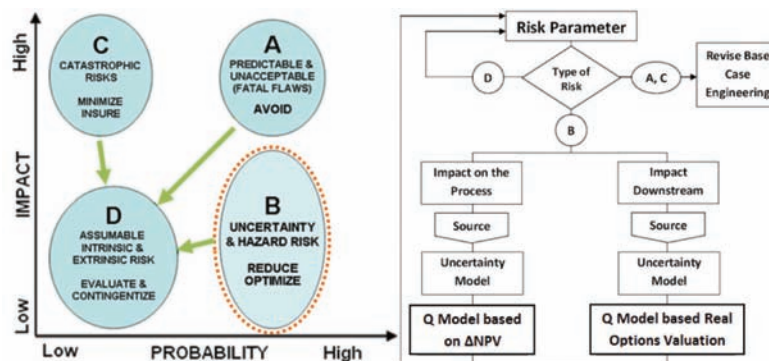 High
IMPACT
Low
C
CATASTROPHIC
RISKS
MINIMIZE
INSURE
A
PREDICTABLE &
UNACCEPTABLE
(FATAL FLAWS)
AVOID
D
ASSUMABLE
INTRINSIC &
EXTRINSIC RISK
EVALUATE &
CONTINGENTIZE
B
UNCERTAINTY
& HAZARD RISK
REDUCE
OPTIMIZE
Low
PROBABILITY
High
Risk Parameter
Type of
Risk
D
A, C
Revise Base
Case
Engineering
B
Impact on the
Process
Impact
Downstream
Source
Source
Uncertainty
Model
Uncertainty
Model
Q Model based
on ΔNPV
Q Model based Real
Options Valuation